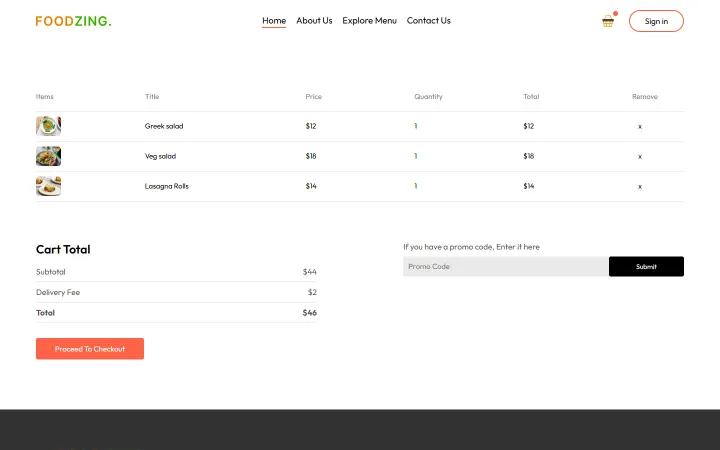 FOODZING.
Home About Us Explore Menu Contact Us
Sign in
Items Title Price Quantity Total Remove
Greek salad $12 1 $12 x
Veg salad $18 1 $18 x
Lasagna Rolls $14 1 $14 x
Cart Total
Subtotal $44
Delivery Fee $2
Total $46
Proceed To Checkout
If you have a promo code, Enter it here
Promo Code Submit